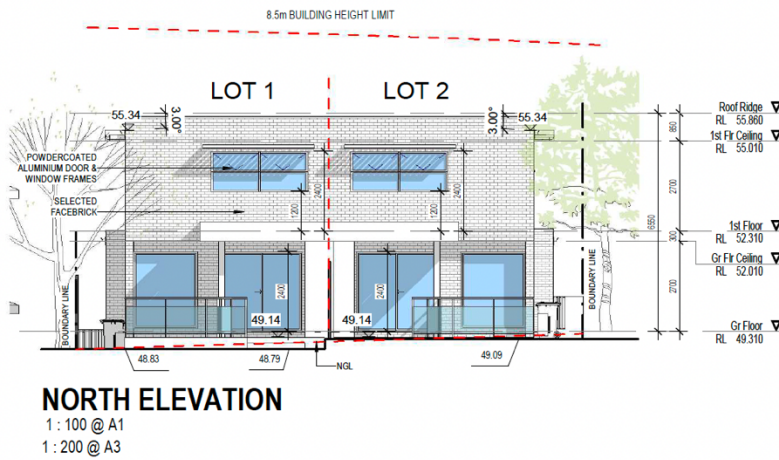 8.5m BUILDING HEIGHT LIMIT
LOT 1
LOT 2
55.34
3.00°
3.00°
55.34
Roof Ridge
RL 55.860
850
1st Flr Ceiling
RL 55.010
POWDERCOATED
ALUMINIUM DOOR &
WINDOW FRAMES
SELECTED
FACEBRICK
2400
1200
1200
2400
2700
6550
1st Floor
RL 52.310
300
Gr Flr Ceiling
RL 52.010
BOUNDARY LINE
2400
2400
BOUNDARY LINE
2700
49.14
49.14
Gr Floor
RL 49.310
48.83
48.79
NGL
49.09
NORTH ELEVATION
1 : 100 @ A1
1 : 200 @ A3